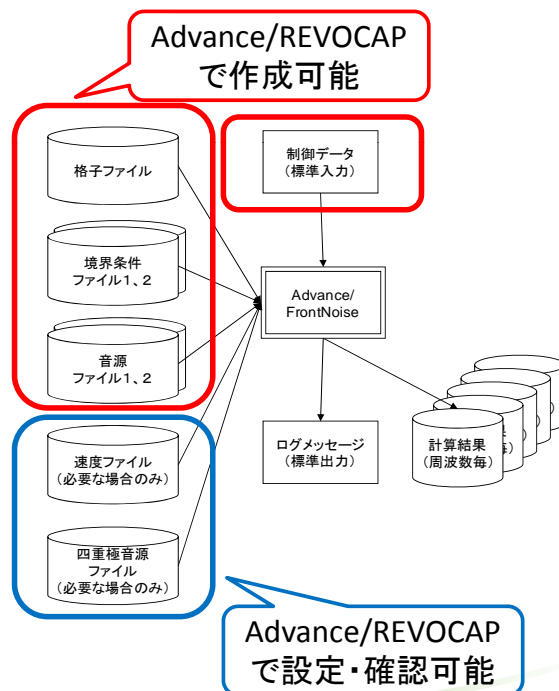 Advance/REVOCAP
で作成可能
格子ファイル
制御データ
(標準入力)
境界条件
ファイル1、2
Advance/
FrontNoise
音源
ファイル1、2
速度ファイル
(必要な場合のみ)
ログメッセージ
(標準出力)
計算結果
(周波数毎)
四重極音源
ファイル
(必要な場合のみ)
Advance/REVOCAP
で設定・確認可能